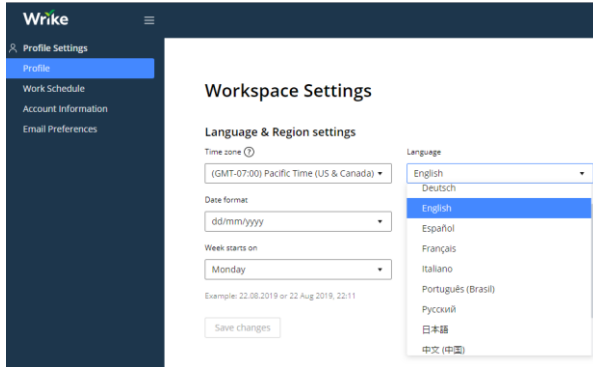 Wrike
Profile Settings
Profile
Work Schedule
Account Information
Email Preferences
Workspace Settings
Language & Region settings
Time zone ?
(GMT-07:00) Pacific Time (US & Canada)
Date format
dd/mm/yyyy
Week starts on
Monday
Example: 22.08.2019 or 22 Aug 2019, 22:11
Save changes
Language
English
Deutsch
English
Español
Français
Italiano
Português (Brasil)
Русский
日本語
中文 (中国)